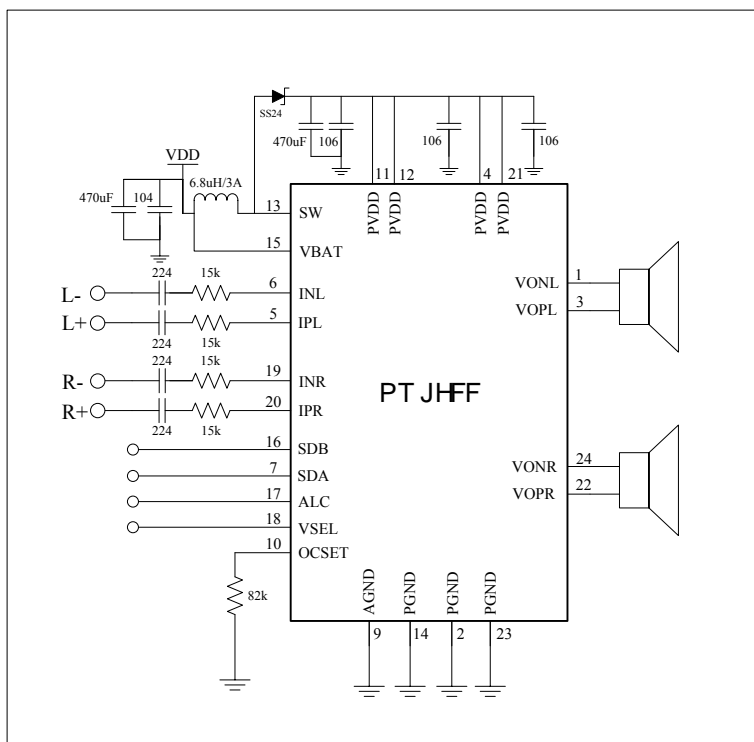 SS24
470uF 106 106 106
11 12 4 21
VDD
6.8uH/3A
470uF 104
13 SW
PVDD PVDD PVDD PVDD
15 VBAT
224 15k
L- 6 INL
L+ 5 IPL
224 15k
224 15k
R- 19 INR
R+ 20 IPR
224 15k
1 VONL
3 VOPL
PT JHFF
16 SDB
7 SDA
17 ALC
18 VSEL
10 OCSET
24 VONR
22 VOPR
82k
AGND PGND PGND PGND
9 14 2 23